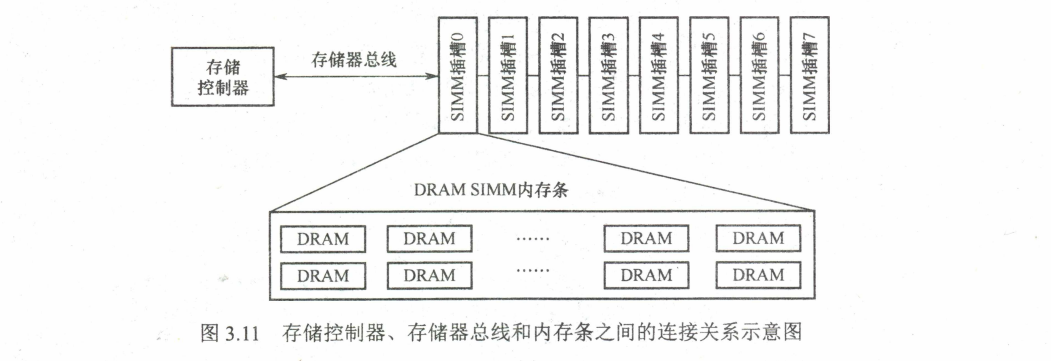 存储
控制器
存储器总线
SIMM插槽0
SIMM插槽1
SIMM插槽2
SIMM插槽3
SIMM插槽4
SIMM插槽5
SIMM插槽6
SIMM插槽7
DRAM SIMM内存条
DRAM DRAM …… DRAM DRAM
DRAM DRAM …… DRAM DRAM
图 3.11 存储控制器、存储器总线和内存条之间的连接关系示意图